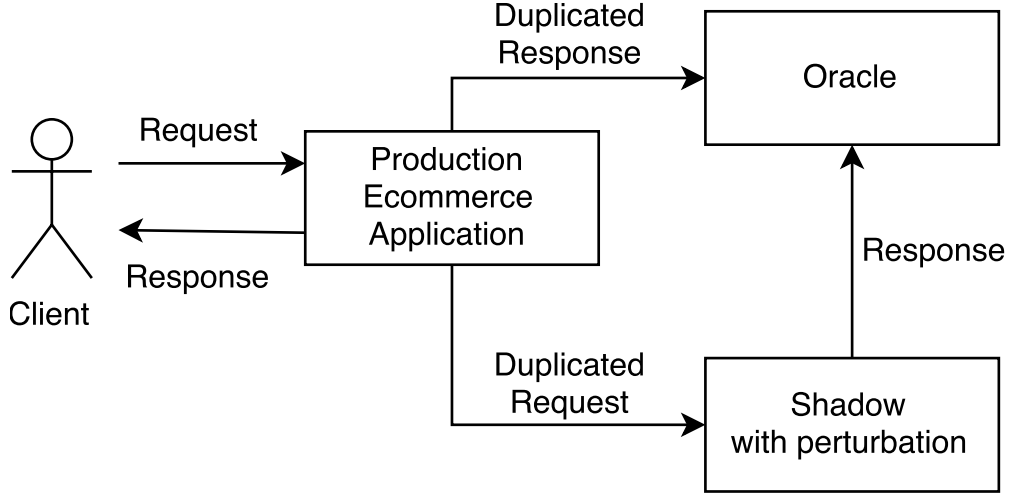 Duplicated
Response
Oracle
Request
Production
Ecommerce
Application
Response
Client
Response
Duplicated
Request
Shadow
with perturbation